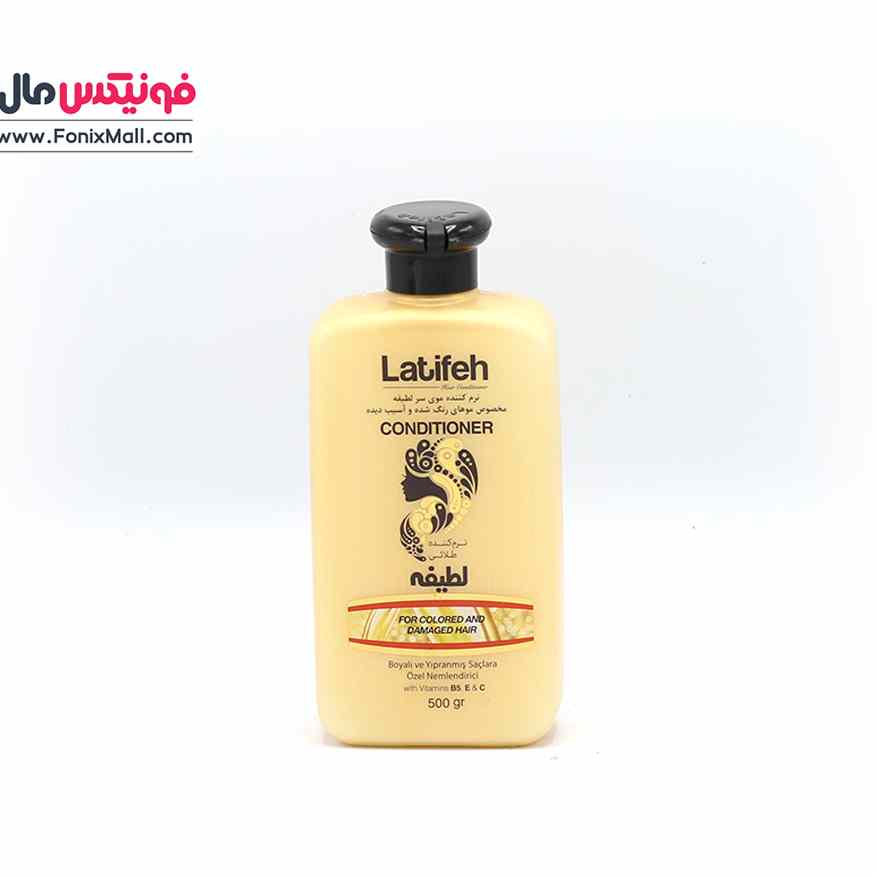 فونیکس مال
www.FonixMall.com
Latifeh
Hair Conditioner
نرم کننده موی سر لطیفه
مخصوص موهای رنگ شده و آسیب دیده
CONDITIONER
نرم کننده
طلائی
لطیفه
FOR COLORED AND
DAMAGED HAIR
Boyalı ve Yıpranmış Saçlara
Özel Nemlendirici
with Vitamins B5, E & C
500 gr